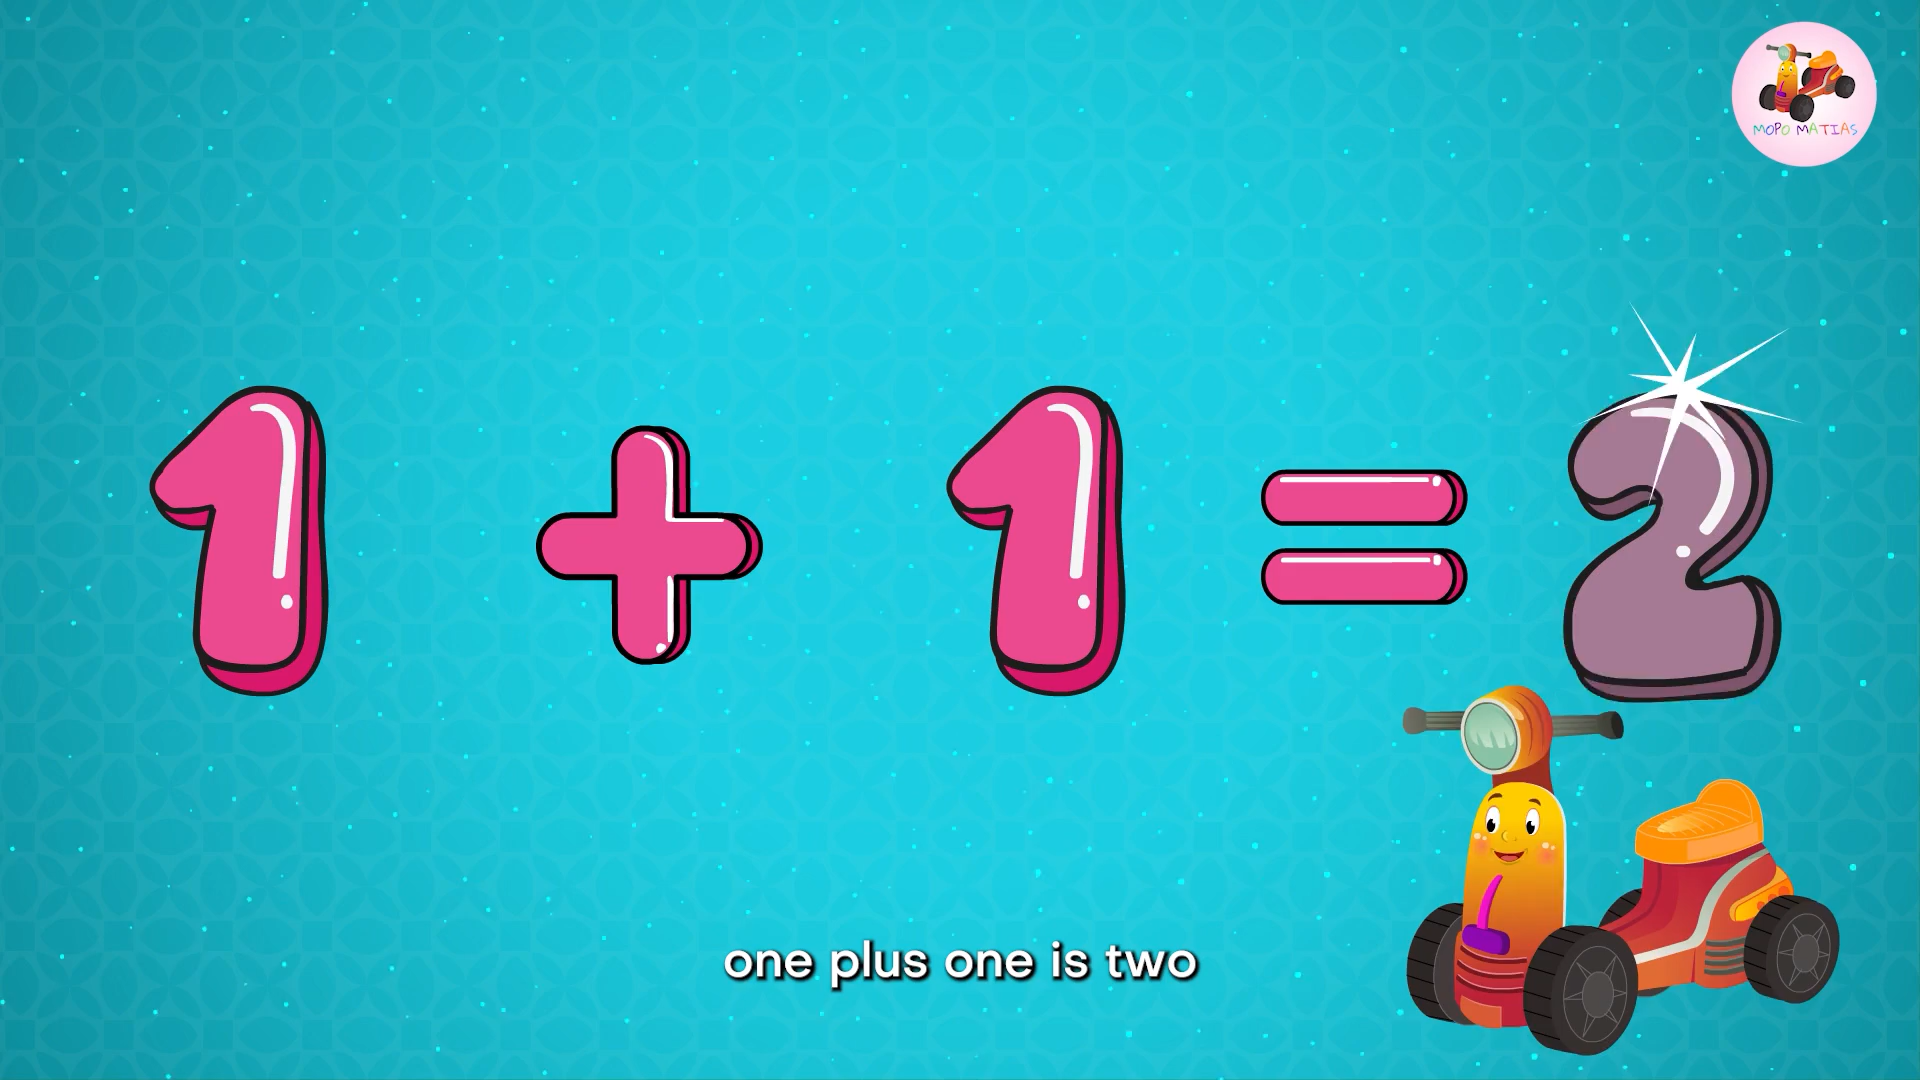 MOPO MATIAS
1 + 1 = 2
one plus one is two